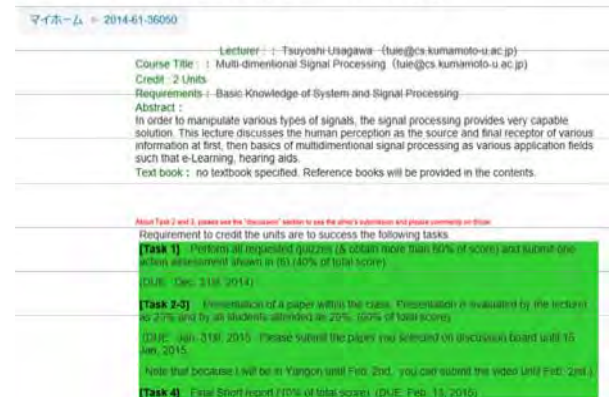 マイホーム ► 2014-61-36050
Lecturer : : Tsuyoshi Usagawa (tuie@cs.kumamoto-u.ac.jp)
Course Title : : Multi-dimentional Signal Processing (tuie@cs.kumamoto-u.ac.jp)
Credit : 2 Units
Requirements : Basic Knowledge of System and Signal Processing
Abstract :
In order to manipulate various types of signals, the signal processing provides very capable
solution. This lecture discusses the human perception as the source and final receptor of various
information at first, then basics of multidimentional signal processing as various application fields
such that e-Learning, hearing aids.
Text book : no textbook specified. Reference books will be provided in the contents.
About Task 2 and 3, please see the "discussion" section to see the other's submission and please comments on those.
Requirement to credit the units are to success the following tasks.
[Task 1] Perform all requested quizzes (& obtain more than 60% of score) and submit one
action assessment shown in (6) (40% of total score)
(DUE : Dec. 31st, 2014)
[Task 2-3] Presentation of a paper within the class. Presentation is evaluated by the lecturer
as 25% and by all students attended as 25%. (50% of total score)
(DUE : Jan. 31st, 2015 Please submit the paper you selected on discussion board until 15
Jan, 2015.
Note that because I will be in Yangon until Feb. 2nd, you can submit the video until Feb. 2nd.)
[Task 4] Final Short report (10% of total score) (DUE: Feb. 13, 2015)